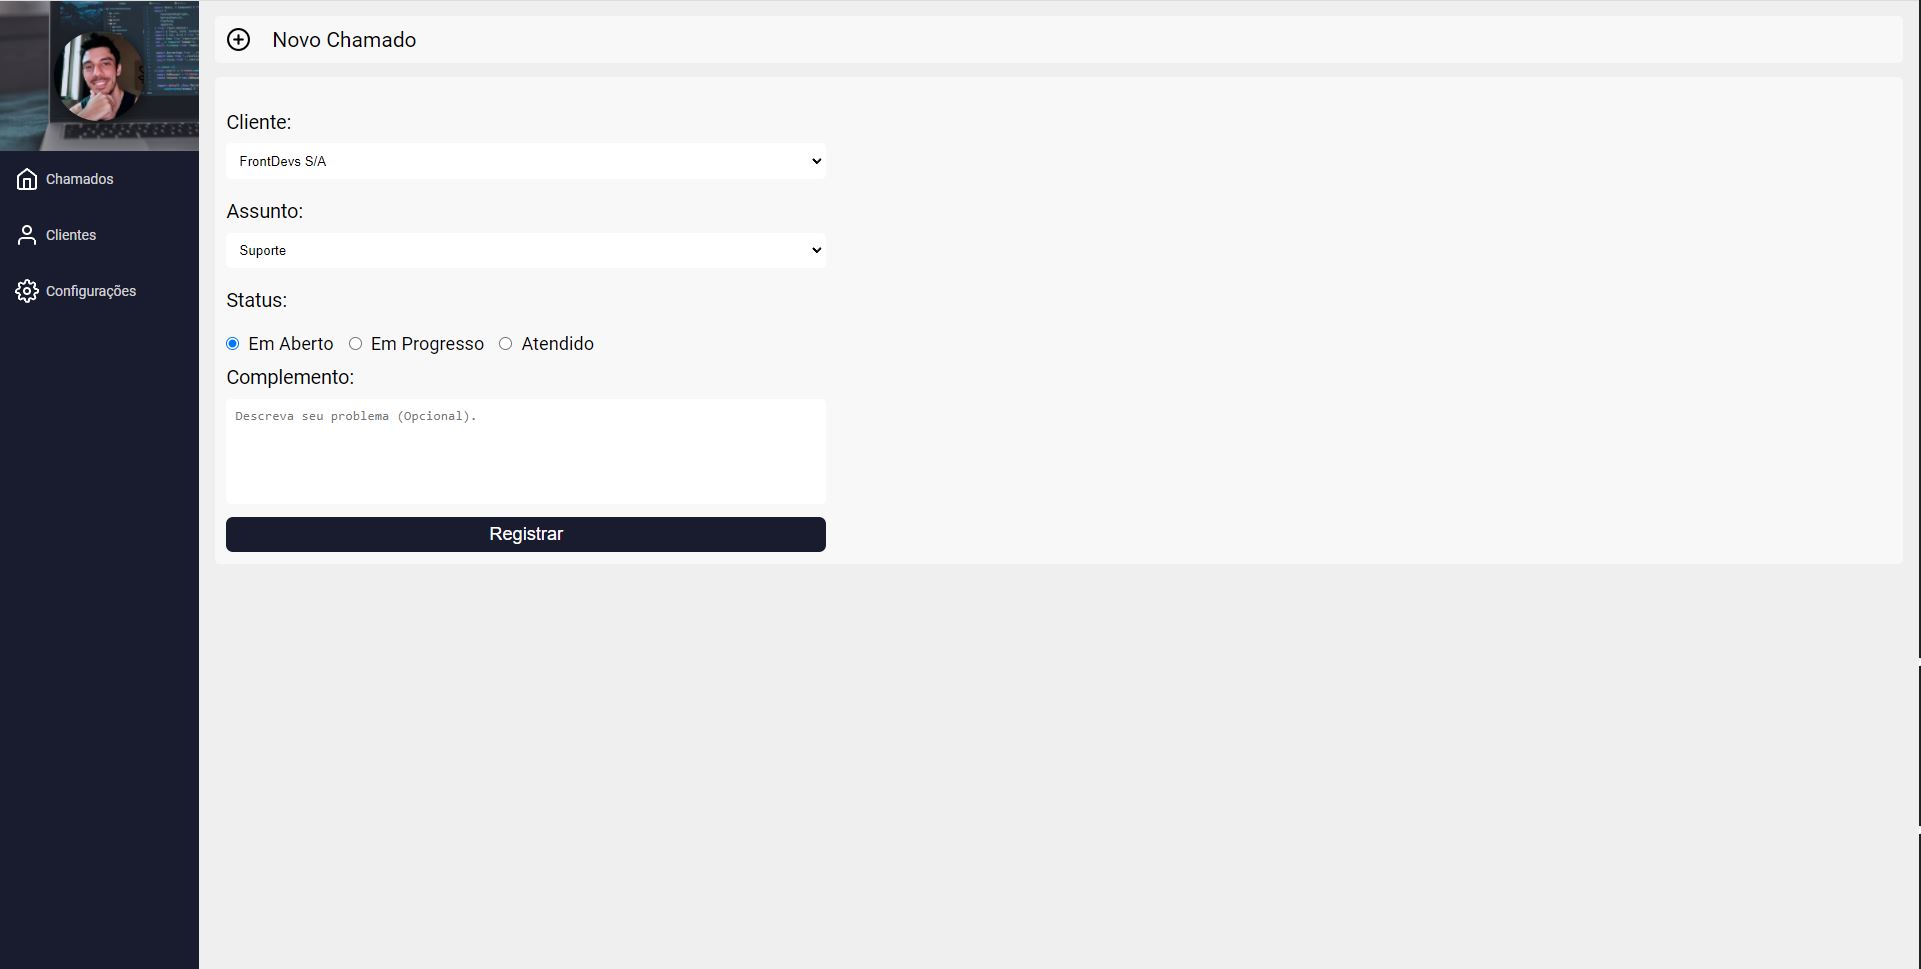 Chamados
Clientes
Configurações
Novo Chamado
Cliente:
FrontDevs S/A
Assunto:
Suporte
Status:
Em Aberto Em Progresso Atendido
Complemento:
Descreva seu problema (Opcional).
Registrar